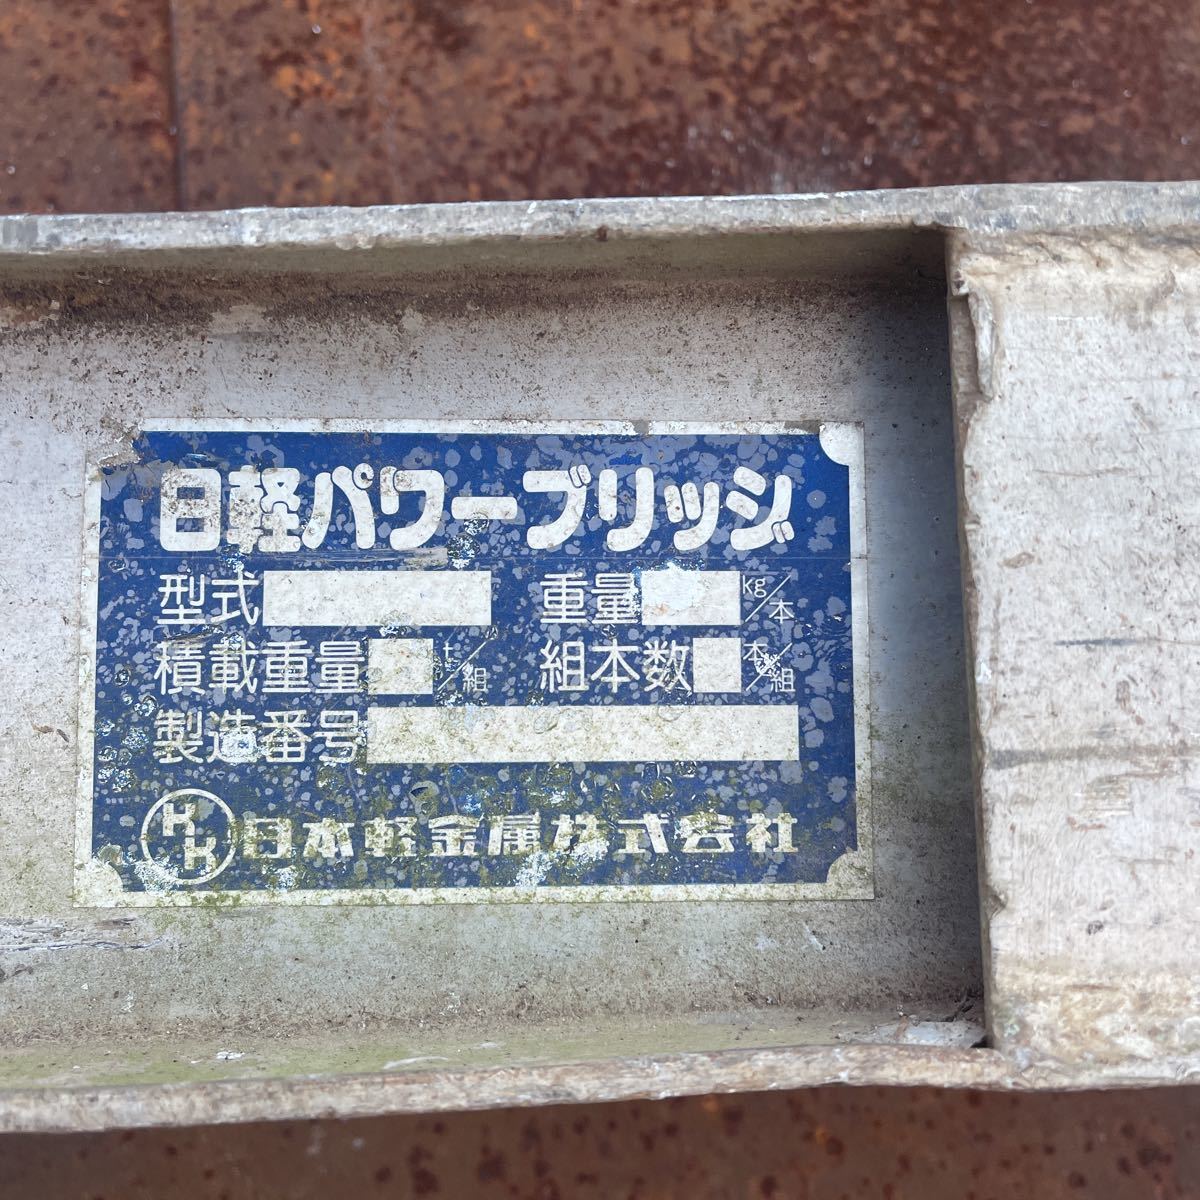 日軽パワーブリッジ
型式 重量 kg/本
積載重量 t/組 組本数 本/組
製造番号
KK 日本軽金属株式会社